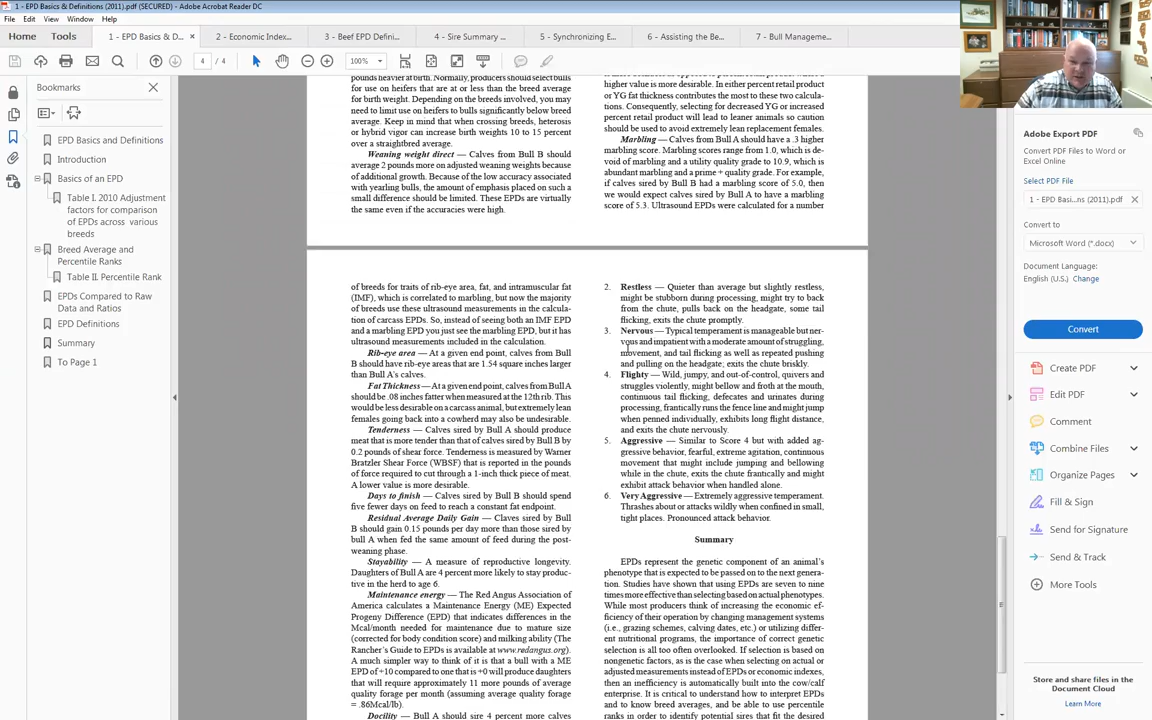 1 - EPD Basics & Definitions (2011).pdf (SECURED) - Adobe Acrobat Reader DC
File Edit View Window Help
Home Tools 1 - EPD Basics & D... × 2 - Economic Index... 3 - Beef EPD Defini... 4 - Sire Summary ... 5 - Synchronizing E... 6 - Assisting the Be... 7 - Bull Manageme...
4 / 4 100%
Bookmarks
EPD Basics and Definitions
Introduction
Basics of an EPD
Table I. 2010 Adjustment
factors for comparison
of EPDs across various
breeds
Breed Average and
Percentile Ranks
Table II. Percentile Rank
EPDs Compared to Raw
Data and Ratios
EPD Definitions
Summary
To Page 1
pounds heavier at birth. Normally, producers should select bulls
for use on heifers that are at or less than the breed average
for birth weight. Depending on the breeds involved, you may
need to limit use on heifers to bulls significantly below breed
average. Keep in mind that when crossing breeds, heterosis
or hybrid vigor can increase birth weights 10 to 15 percent
over a straightbred average.
Weaning weight direct — Calves from Bull B should
average 2 pounds more on adjusted weaning weights because
of additional growth. Because of the low accuracy associated
with yearling bulls, the amount of emphasis placed on such a
small difference should be limited. These EPDs are virtually
the same even if the accuracies were high.
higher value is more desirable. In either percent retail product
or YG fat thickness contributes the most to these two calcula-
tions. Consequently, selecting for decreased YG or increased
percent retail product will lead to leaner animals so caution
should be used to avoid extremely lean replacement females.
Marbling — Calves from Bull A should have a .3 higher
marbling score. Marbling scores range from 1.0, which is de-
void of marbling and a utility quality grade to 10.9, which is
abundant marbling and a prime + quality grade. For example,
if calves sired by Bull B had a marbling score of 5.0, then
we would expect calves sired by Bull A to have a marbling
score of 5.3. Ultrasound EPDs were calculated for a number
of breeds for traits of rib-eye area, fat, and intramuscular fat
(IMF), which is correlated to marbling, but now the majority
of breeds use these ultrasound measurements in the calcula-
tion of carcass EPDs. So, instead of seeing both an IMF EPD
and a marbling EPD you just see the marbling EPD, but it has
ultrasound measurements included in the calculation.
Rib-eye area — At a given end point, calves from Bull
B should have rib-eye areas that are 1.54 square inches larger
than Bull A's calves.
Fat Thickness — At a given end point, calves from Bull A
should be .08 inches fatter when measured at the 12th rib. This
would be less desirable on a carcass animal, but extremely lean
females going back into a cowherd may also be undesirable.
Tenderness — Calves sired by Bull A should produce
meat that is more tender than that of calves sired by Bull B by
0.2 pounds of shear force. Tenderness is measured by Warner
Bratzler Shear Force (WBSF) that is reported in the pounds
of force required to cut through a 1-inch thick piece of meat.
A lower value is more desirable.
Days to finish — Calves sired by Bull B should spend
five fewer days on feed to reach a constant fat endpoint.
Residual Average Daily Gain — Claves sired by Bull
B should gain 0.15 pounds per day more than those sired by
bull A when fed the same amount of feed during the post-
weaning phase.
Stayability — A measure of reproductive longevity.
Daughters of Bull A are 4 percent more likely to stay produc-
tive in the herd to age 6.
Maintenance energy — The Red Angus Association of
America calculates a Maintenance Energy (ME) Expected
Progeny Difference (EPD) that indicates differences in the
Mcal/month needed for maintenance due to mature size
(corrected for body condition score) and milking ability (The
Rancher's Guide to EPDs is available at www.redangus.org).
A much simpler way to think of it is that a bull with a ME
EPD of +10 compared to one that is +0 will produce daughters
that will require approximately 11 more pounds of average
quality forage per month (assuming average quality forage
= .86Mcal/lb).
Docility — Bull A should sire 4 percent more calves
2. Restless — Quieter than average but slightly restless,
might be stubborn during processing, might try to back
from the chute, pulls back on the headgate, some tail
flicking, exits the chute promptly.
3. Nervous — Typical temperament is manageable but ner-
vous and impatient with a moderate amount of struggling,
movement, and tail flicking as well as repeated pushing
and pulling on the headgate; exits the chute briskly.
4. Flighty — Wild, jumpy, and out-of-control, quivers and
struggles violently, might bellow and froth at the mouth,
continuous tail flicking, defecates and urinates during
processing, frantically runs the fence line and might jump
when penned individually, exhibits long flight distance,
and exits the chute nervously.
5. Aggressive — Similar to Score 4 but with added ag-
gressive behavior, fearful, extreme agitation, continuous
movement that might include jumping and bellowing
while in the chute, exits the chute frantically and might
exhibit attack behavior when handled alone.
6. Very Aggressive — Extremely aggressive temperament.
Thrashes about or attacks wildly when confined in small,
tight places. Pronounced attack behavior.
Summary
EPDs represent the genetic component of an animal's
phenotype that is expected to be passed on to the next genera-
tion. Studies have shown that using EPDs are seven to nine
times more effective than selecting based on actual phenotypes.
While most producers think of increasing the economic ef-
ficiency of their operation by changing management systems
(i.e., grazing schemes, calving dates, etc.) or utilizing differ-
ent nutritional programs, the importance of correct genetic
selection is all too often overlooked. If selection is based on
nongenetic factors, as is the case when selecting on actual or
adjusted measurements instead of EPDs or economic indexes,
then an inefficiency is automatically built into the cow/calf
enterprise. It is critical to understand how to interpret EPDs
and to know breed averages, and be able to use percentile
ranks in order to identify potential sires that fit the desired
Adobe Export PDF
Convert PDF Files to Word
or Excel Online
Select PDF File
1 - EPD Basi...ns (2011).pdf ×
Convert to
Microsoft Word (*.docx)
Document Language:
English (U.S.) Change
Convert
Create PDF
Edit PDF
Comment
Combine Files
Organize Pages
Fill & Sign
Send for Signature
Send & Track
More Tools
Store and share files in the
Document Cloud
Learn More